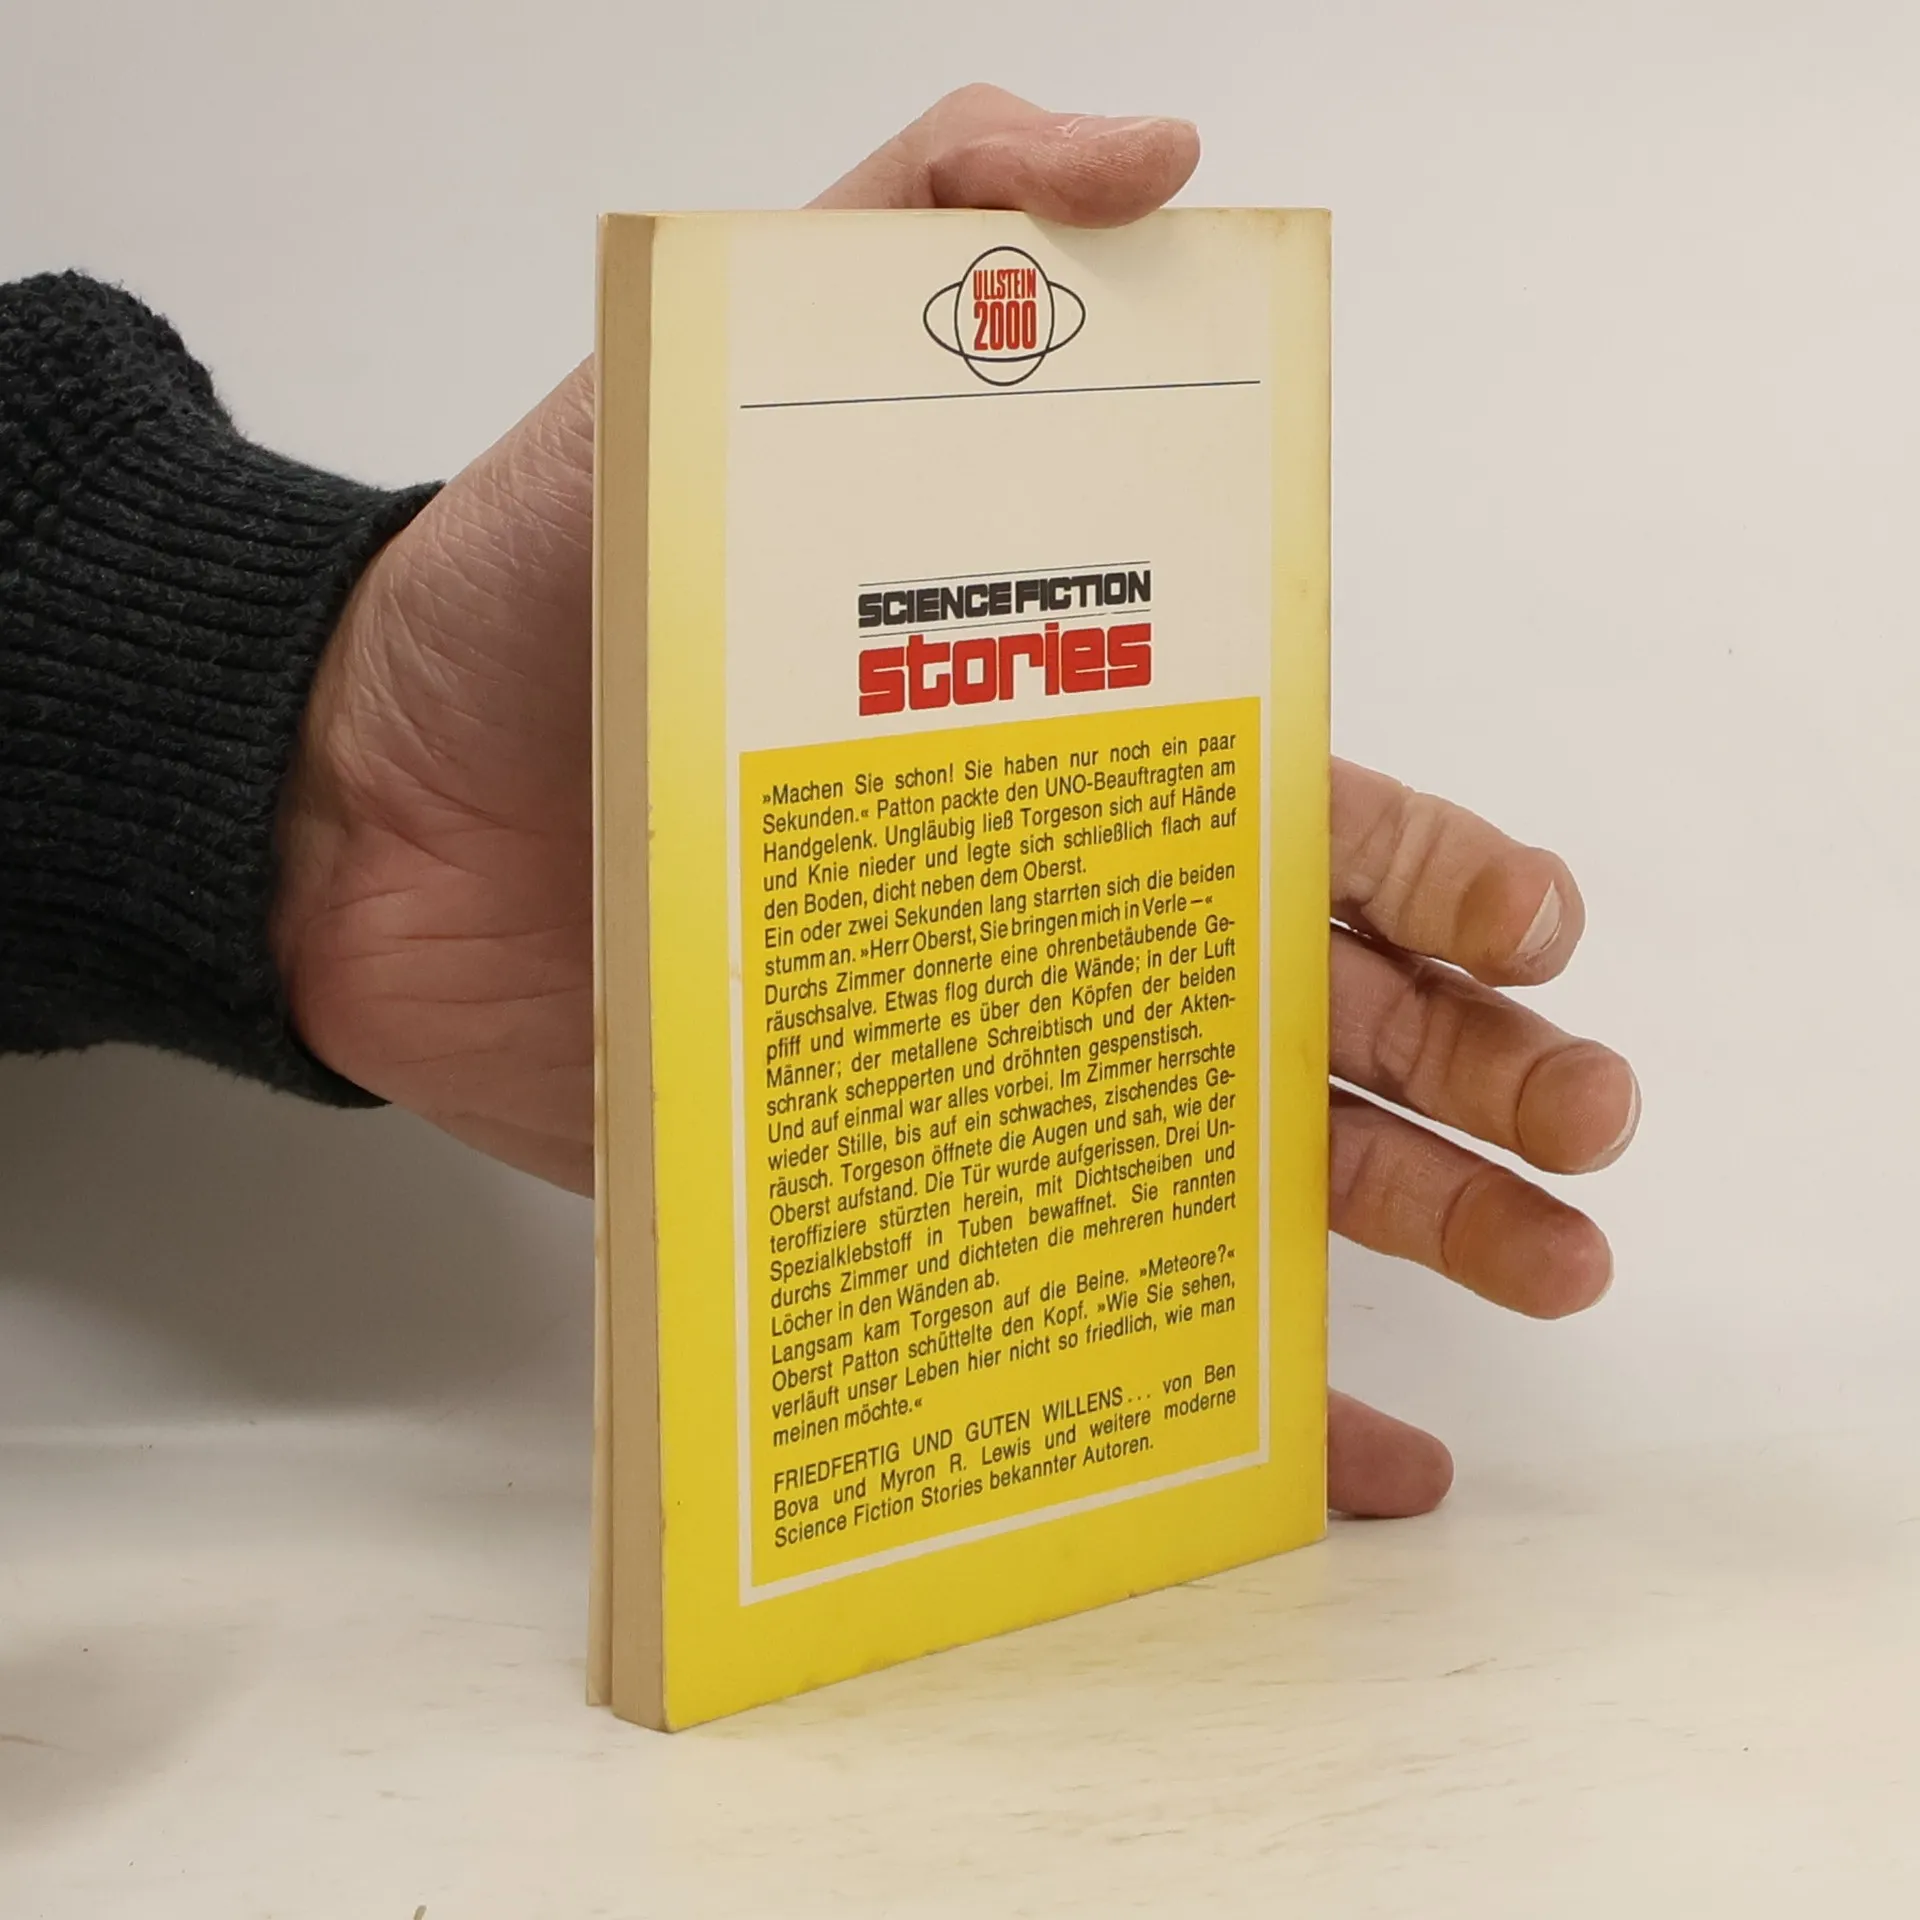 ULLSTEIN
2000
SCIENCE FICTION
stories
»Machen Sie schon! Sie haben nur noch ein paar
Sekunden.« Patton packte den UNO-Beauftragten am
Handgelenk. Ungläubig ließ Torgeson sich auf Hände
und Knie nieder und legte sich schließlich flach auf
den Boden, dicht neben dem Oberst.
Ein oder zwei Sekunden lang starrten sich die beiden
stumm an. »Herr Oberst, Sie bringen mich in Verle—«
Durchs Zimmer donnerte eine ohrenbetäubende Ge-
räuschsalve. Etwas flog durch die Wände; in der Luft
pfiff und wimmerte es über den Köpfen der beiden
Männer; der metallene Schreibtisch und der Akten-
schrank schepperten und dröhnten gespenstisch.
Und auf einmal war alles vorbei. Im Zimmer herrschte
wieder Stille, bis auf ein schwaches, zischendes Ge-
räusch. Torgeson öffnete die Augen und sah, wie der
Oberst aufstand. Die Tür wurde aufgerissen. Drei Un-
teroffiziere stürzten herein, mit Dichtscheiben und
Spezialklebstoff in Tuben bewaffnet. Sie rannten
durchs Zimmer und dichteten die mehreren hundert
Löcher in den Wänden ab.
Langsam kam Torgeson auf die Beine. »Meteore?«
Oberst Patton schüttelte den Kopf. »Wie Sie sehen,
verläuft unser Leben hier nicht so friedlich, wie man
meinen möchte.«
FRIEDFERTIG UND GUTEN WILLENS... von Ben
Bova und Myron R. Lewis und weitere moderne
Science Fiction Stories bekannter Autoren.